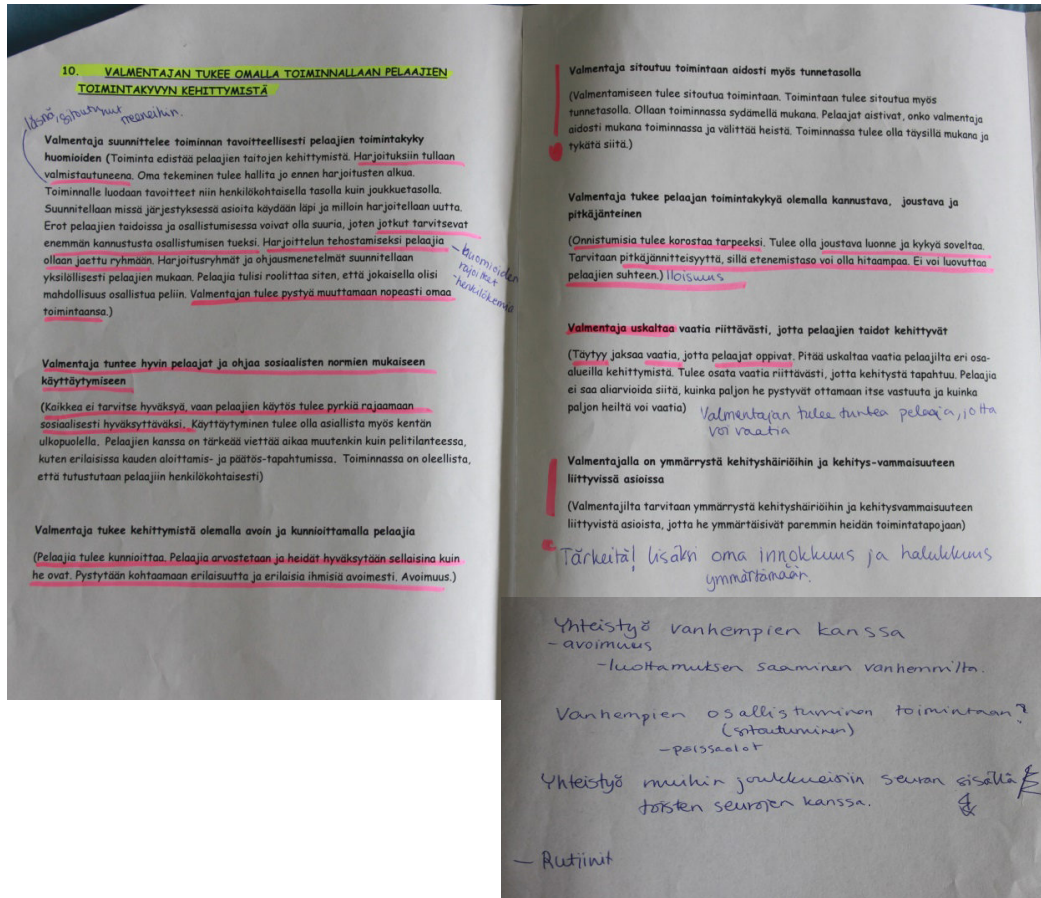 10. VALMENTAJAN TUKEE OMALLA TOIMINNALLAAN PELAAJIEN
TOIMINTAKYVYN KEHITTYMISTÄ
läsnä, sitoutunut
Valmentaja suunnittelee toiminnan tavoitteellisesti pelaajien toimintakyky
huomioiden (Toiminta edistää pelaajien taitojen kehittymistä. Harjoituksiin tullaan
valmistautuneena. Oma tekeminen tulee hallita jo ennen harjoitusten alkua.
Toiminnalle luodaan tavoitteet niin henkilökohtaisella tasolla kuin joukkuetasolla.
Suunnitellaan missä järjestyksessä asioita käydään läpi ja milloin harjoitellaan uutta.
Erot pelaajien taidoissa ja osallistumisessa voivat olla suuria, joten jotkut tarvitsevat
enemmän kannustusta osallistumisen tueksi. Harjoittelun tehostamiseksi pelaajia
ollaan jaettu ryhmään. Harjoitusryhmät ja ohjausmenetelmät suunnitellaan
yksilöllisesti pelaajien mukaan. Pelaajia tulisi roolittaa siten, että jokaisella olisi
mahdollisuus osallistua peliin. Valmentajan tulee pystyä muuttamaan nopeasti omaa
toimintaansa.)
- huomioiden
rajoitteet
- henkilökemia
Valmentaja tuntee hyvin pelaajat ja ohjaa sosiaalisten normien mukaiseen
käyttäytymiseen
(Kaikkea ei tarvitse hyväksyä, vaan pelaajien käytös tulee pyrkiä rajaamaan
sosiaalisesti hyväksyttäväksi. Käyttäytyminen tulee olla asiallista myös kentän
ulkopuolella. Pelaajien kanssa on tärkeää viettää aikaa muutenkin kuin pelitilanteessa,
kuten erilaisissa kauden aloittamis- ja päätös-tapahtumissa. Toiminnassa on oleellista,
että tutustutaan pelaajiin henkilökohtaisesti)
Valmentaja tukee kehittymistä olemalla avoin ja kunnioittamalla pelaajia
(Pelaajia tulee kunnioittaa. Pelaajia arvostetaan ja heidät hyväksytään sellaisina kuin
he ovat. Pystytään kohtaamaan erilaisuutta ja erilaisia ihmisiä avoimesti. Avoimuus.)
Valmentaja sitoutuu toimintaan aidosti myös tunnetasolla
(Valmentamiseen tulee sitoutua toimintaan. Toimintaan tulee sitoutua myös
tunnetasolla. Ollaan toiminnassa sydämellä mukana. Pelaajat aistivat, onko valmentaja
aidosti mukana toiminnassa ja välittää heistä. Toiminnassa tulee olla täysillä mukana ja
tykätä siitä.)
Valmentaja tukee pelaajan toimintakykyä olemalla kannustava, joustava ja
pitkäjänteinen
(Onnistumisia tulee korostaa tarpeeksi. Tulee olla joustava luonne ja kykyä soveltaa.
Tarvitaan pitkäjännitteisyyttä, sillä etenemistaso voi olla hitaampaa. Ei voi luovuttaa
pelaajien suhteen.) Iloisuus
Valmentaja uskaltaa vaatia riittävästi, jotta pelaajien taidot kehittyvät
(Täytyy jaksaa vaatia, jotta pelaajat oppivat. Pitää uskaltaa vaatia pelaajilta eri osa-
alueilla kehittymistä. Tulee osata vaatia riittävästi, jotta kehitystä tapahtuu. Pelaajia
ei saa aliarvioida siitä, kuinka paljon he pystyvät ottamaan itse vastuuta ja kuinka
paljon heiltä voi vaatia) Valmentajan tulee tuntea pelaaja, jotta
voi vaatia
Valmentajalla on ymmärrystä kehityshäiriöihin ja kehitys-vammaisuuteen
liittyvissä asioissa
(Valmentajilta tarvitaan ymmärrystä kehityshäiriöihin ja kehitysvammaisuuteen
liittyvistä asioista, jotta he ymmärtäisivät paremmin heidän toimintatapojaan)
Tärkeitä! Lisäksi oma innokkuus ja halukkuus
ymmärtämään.
Yhteistyö vanhempien kanssa
- avoimuus
- luottamuksen saaminen vanhemmilta.
Vanhempien osallistuminen toimintaan?
(sitoutuminen)
- poissaolot
Yhteistyö muihin joukkueisiin seuran sisällä
toisten seurojen kanssa.
- Rutiinit